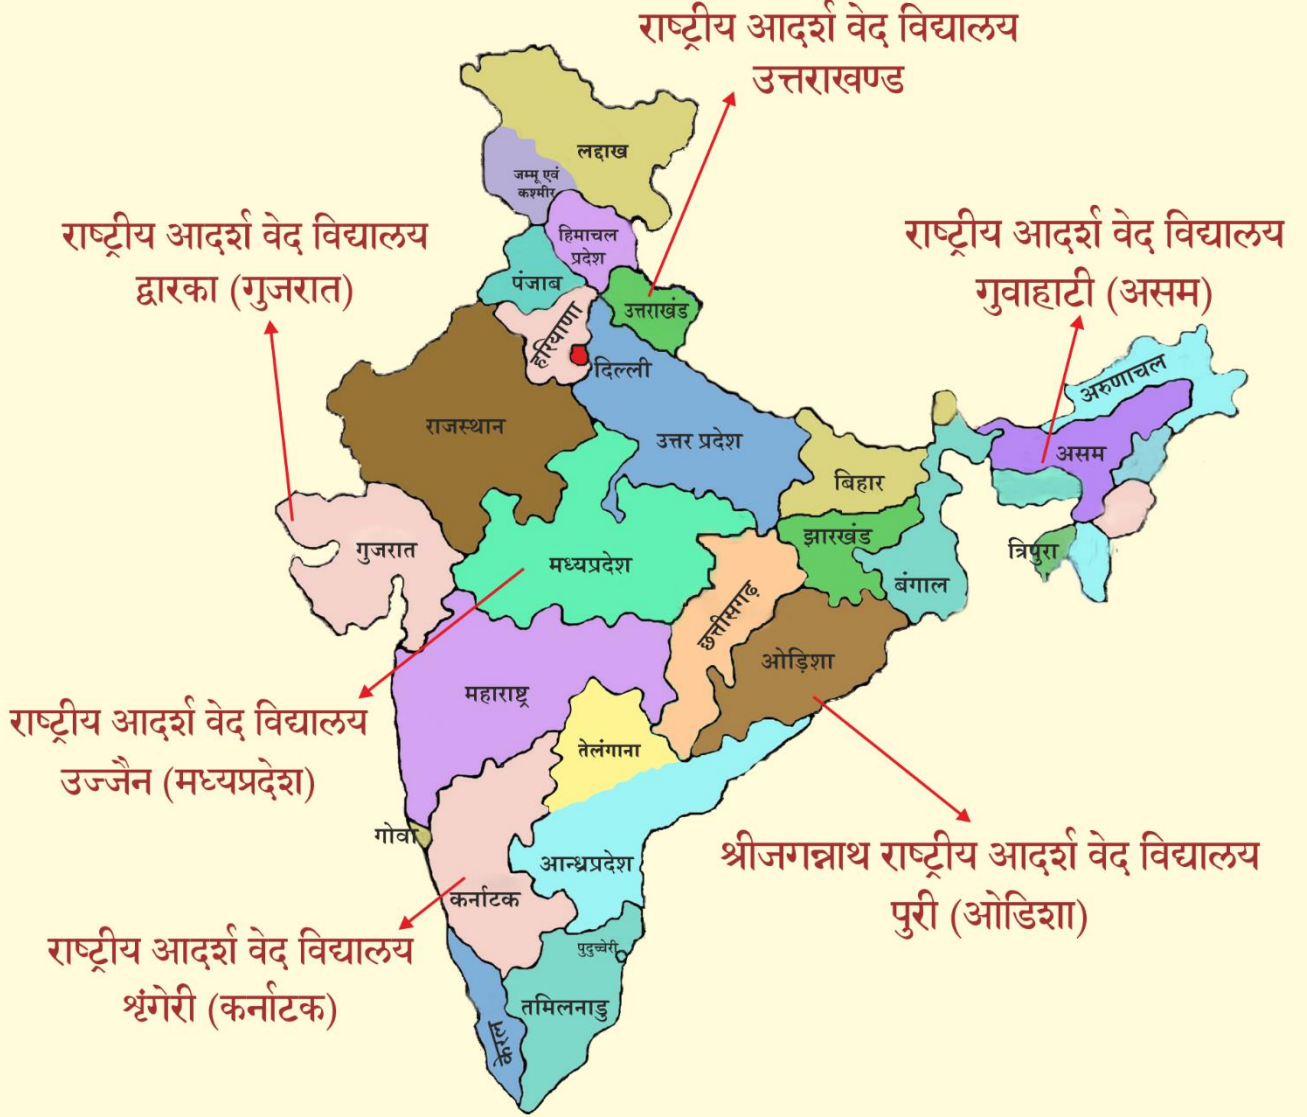 राष्ट्रीय आदर्श वेद विद्यालय
उत्तराखण्ड
लद्दाख
जम्मू एवं
कश्मीर
राष्ट्रीय आदर्श वेद विद्यालय
द्वारका (गुजरात)
हिमाचल
प्रदेश
राष्ट्रीय आदर्श वेद विद्यालय
गुवाहाटी (असम)
पंजाब
उत्तराखंड
हरियाणा
दिल्ली
अरुणाचल
राजस्थान
उत्तर प्रदेश
असम
बिहार
झारखंड
त्रिपुरा
गुजरात
मध्यप्रदेश
बंगाल
छत्तीसगढ़
ओड़िशा
महाराष्ट्र
राष्ट्रीय आदर्श वेद विद्यालय
उज्जैन (मध्यप्रदेश)
तेलंगाना
गोवा
आन्ध्रप्रदेश
श्रीजगन्नाथ राष्ट्रीय आदर्श वेद विद्यालय
पुरी (ओडिशा)
कर्नाटक
राष्ट्रीय आदर्श वेद विद्यालय
शृंगेरी (कर्नाटक)
पुदुच्चेरी
तमिलनाडु
केरल